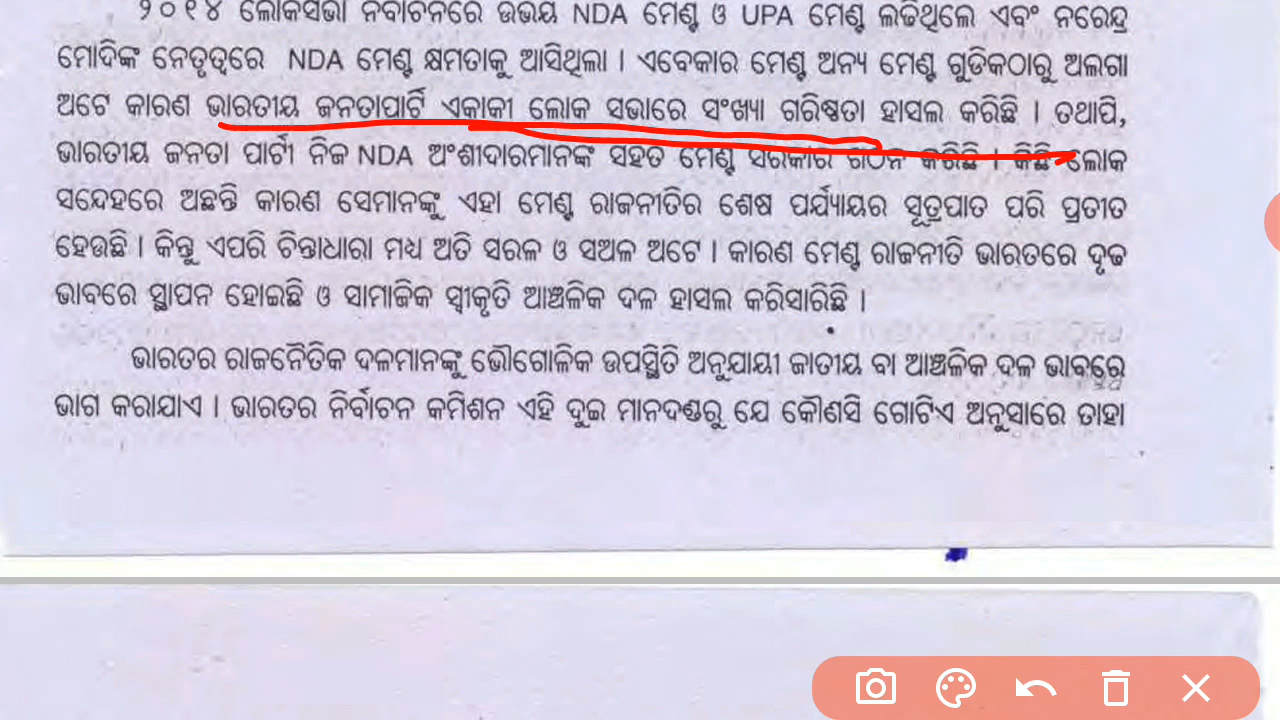 ୨୦୧୪ ଲୋକସଭା ନିର୍ବାଚନରେ ଉଭୟ NDA ମେଣ୍ଟ ଓ UPA ମେଣ୍ଟ ଲଢିଥିଲେ ଏବଂ ନରେନ୍ଦ୍ର
ମୋଦିଙ୍କ ନେତୃତ୍ୱରେ NDA ମେଣ୍ଟ କ୍ଷମତାକୁ ଆସିଥିଲା । ଏବେକାର ମେଣ୍ଟ ଅନ୍ୟ ମେଣ୍ଟ ଗୁଡିକଠାରୁ ଅଲଗା
ଅଟେ କାରଣ ଭାରତୀୟ ଜନତାପାର୍ଟି ଏକାକୀ ଲୋକ ସଭାରେ ସଂଖ୍ୟା ଗରିଷ୍ଠତା ହାସଲ କରିଛି । ତଥାପି,
ଭାରତୀୟ ଜନତା ପାର୍ଟୀ ନିଜ NDA ଅଂଶୀଦାରମାନଙ୍କ ସହିତ ମେଣ୍ଟ ସରକାର ଗଠନ କରିଛି । କିଛି ଲୋକ
ସନ୍ଦେହରେ ଅଛନ୍ତି କାରଣ ସେମାନଙ୍କୁ ଏହା ମେଣ୍ଟ ରାଜନୀତିର ଶେଷ ପର୍ଯ୍ୟାୟର ସୂତ୍ରପାତ ପରି ପ୍ରତୀତ
ହେଉଛି । କିନ୍ତୁ ଏପରି ଚିନ୍ତାଧାରା ମଧ୍ୟ ଅତି ସରଳ ଓ ସଅଳ ଅଟେ । କାରଣ ମେଣ୍ଟ ରାଜନୀତି ଭାରତରେ ଦୃଢ
ଭାବରେ ସ୍ଥାପନ ହୋଇଛି ଓ ସାମାଜିକ ସ୍ୱୀକୃତି ଆଞ୍ଚଳିକ ଦଳ ହାସଲ କରିସାରିଛି ।
ଭାରତର ରାଜନୈତିକ ଦଳମାନଙ୍କୁ ଭୌଗୋଳିକ ଉପସ୍ଥିତି ଅନୁଯାୟୀ ଜାତୀୟ ବା ଆଞ୍ଚଳିକ ଦଳ ଭାବରେ
ଭାଗ କରାଯାଏ । ଭାରତର ନିର୍ବାଚନ କମିଶନ ଏହି ଦୁଇ ମାନଦଣ୍ଡରୁ ଯେ କୌଣସି ଗୋଟିଏ ଅନୁସାରେ ତାହା